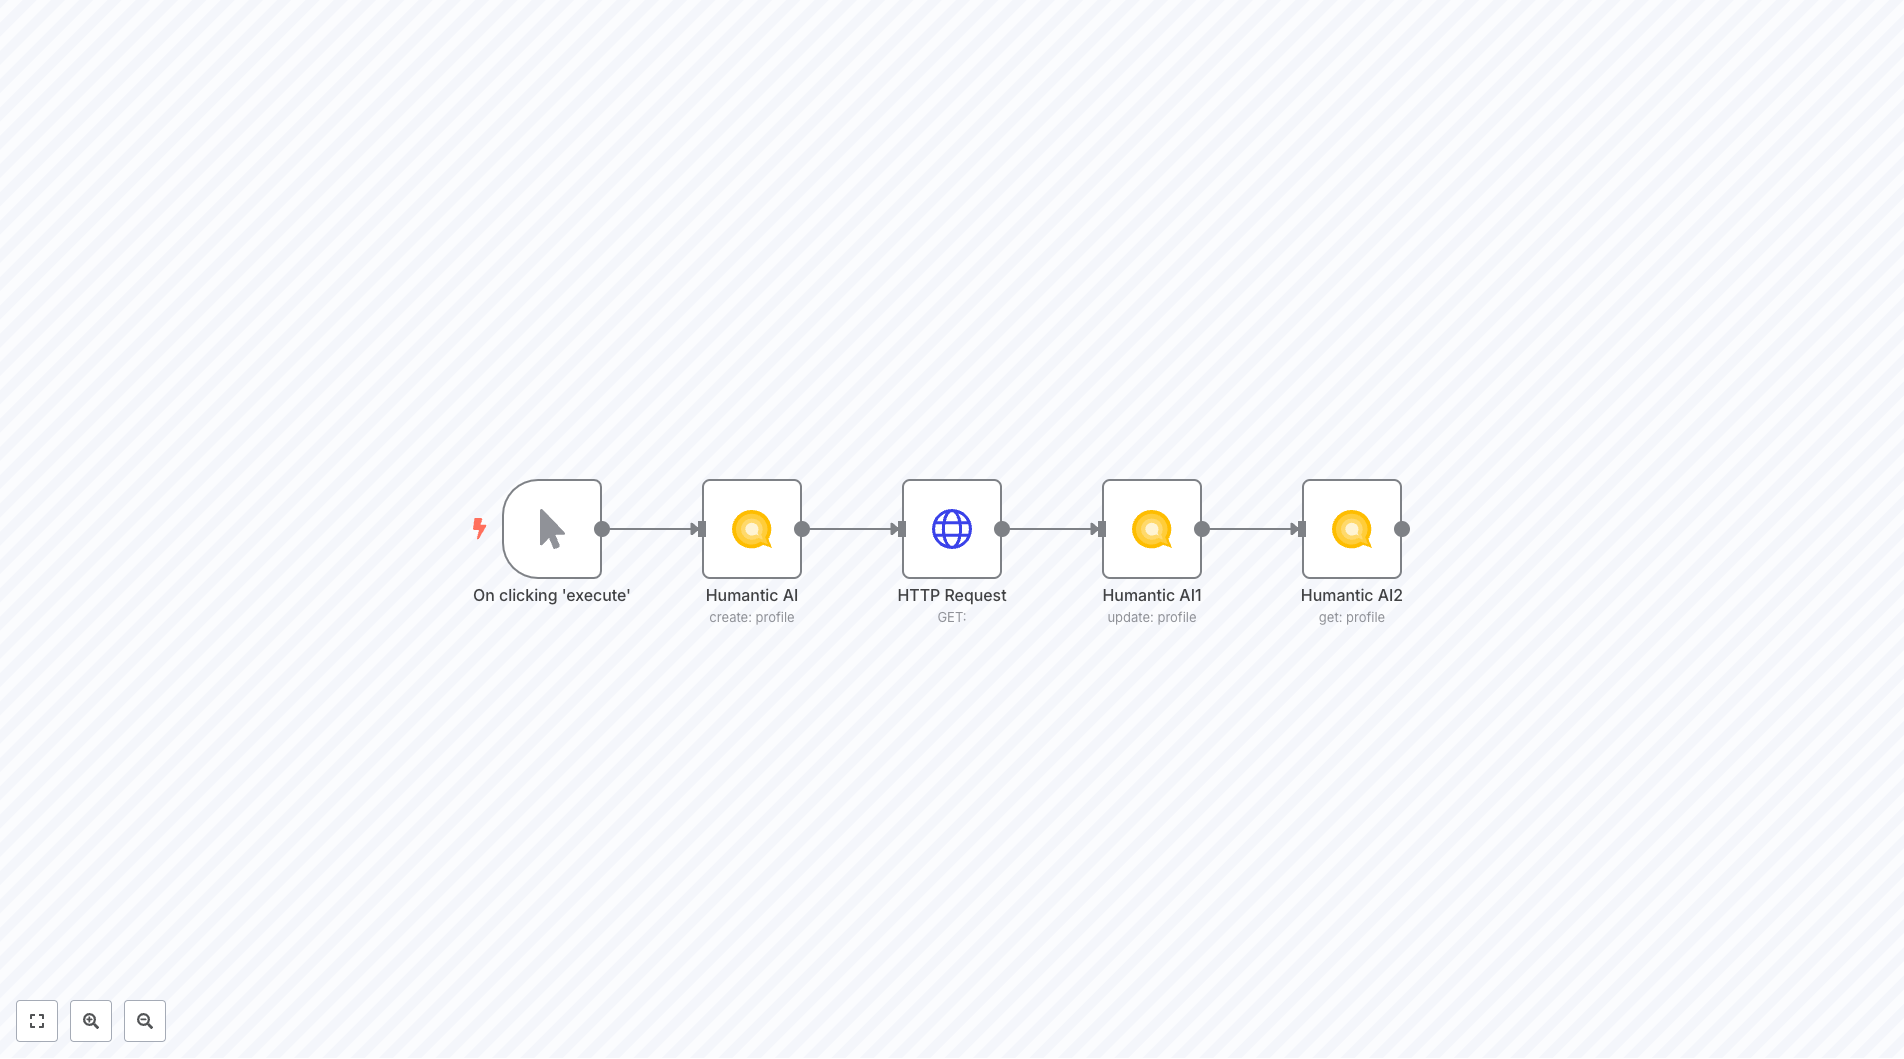 On clicking 'execute'
Humantic AI
create: profile
HTTP Request
GET:
Humantic AI1
update: profile
Humantic AI2
get: profile